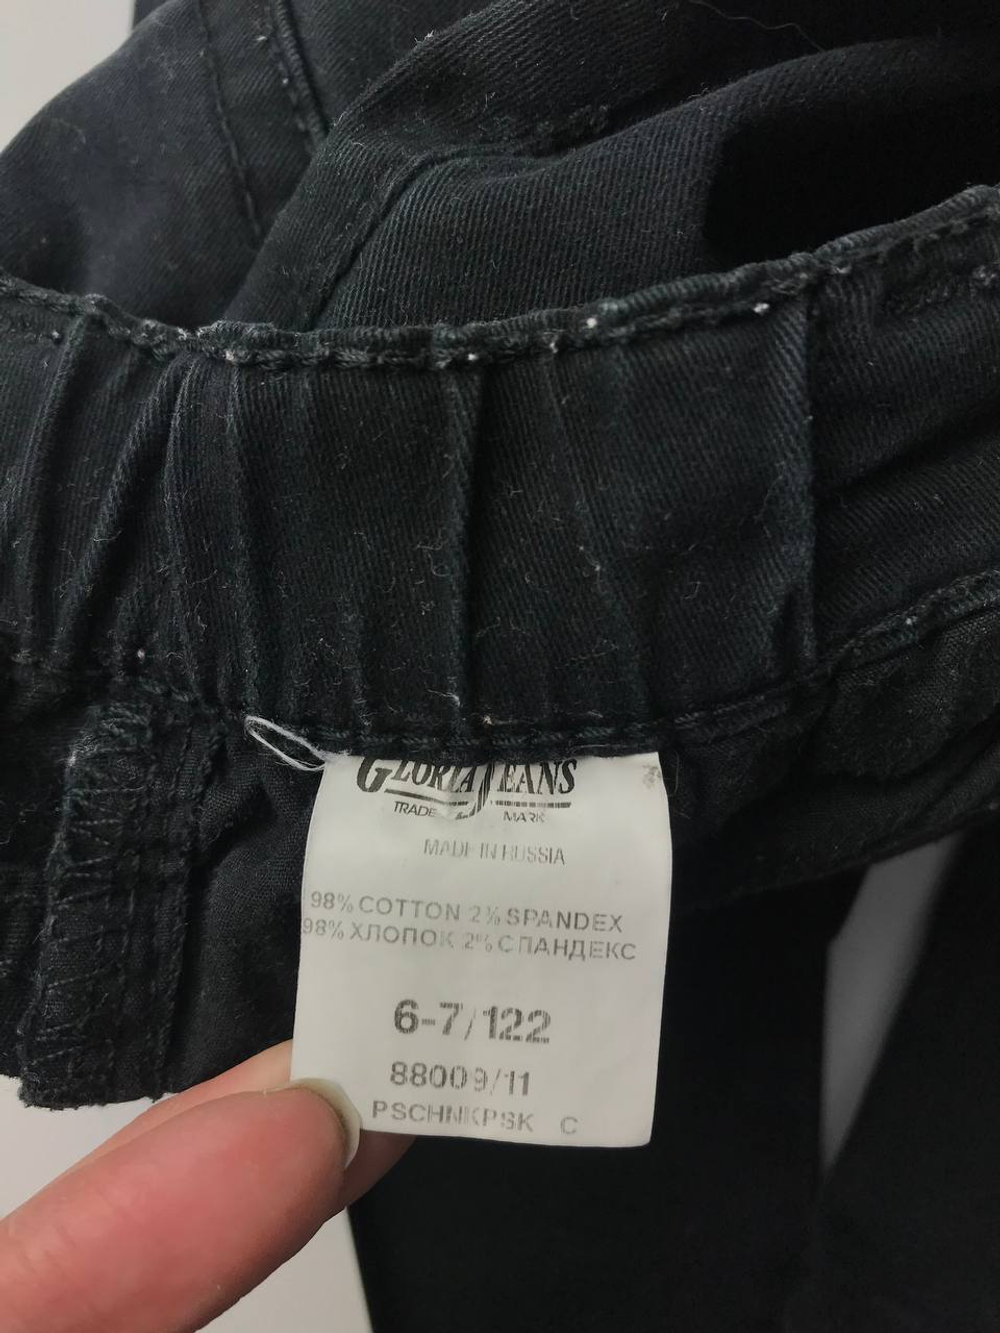 GLORIA JEANS
TRADE MARK
MADE IN RUSSIA
98% COTTON 2% SPANDEX
98% ХЛОПОК 2% СПАНДЕКС
6-7/122
88009/11
PSCHNKPSK C